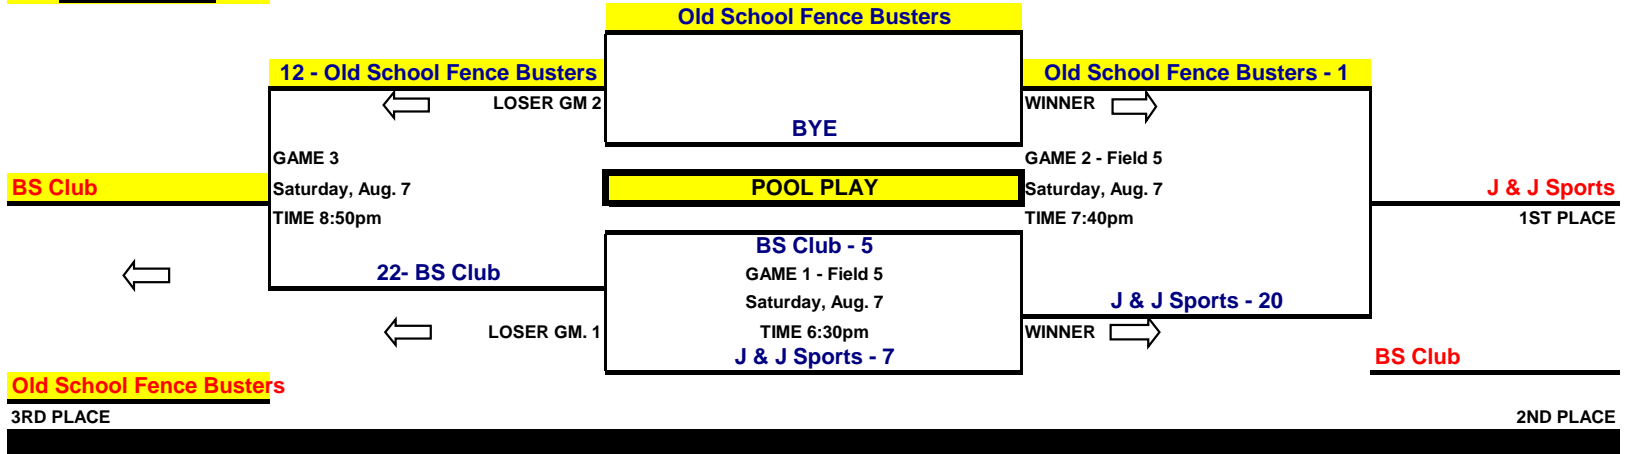 Old School Fence Busters
12 - Old School Fence Busters
Old School Fence Busters - 1
LOSER GM 2
WINNER
BYE
GAME 3
GAME 2 - Field 5
BS Club
Saturday, Aug. 7
POOL PLAY
Saturday, Aug. 7
J & J Sports
TIME 8:50pm
TIME 7:40pm
1ST PLACE
BS Club - 5
22- BS Club
GAME 1 - Field 5
Saturday, Aug. 7
J & J Sports - 20
LOSER GM. 1
TIME 6:30pm
WINNER
J & J Sports - 7
BS Club
Old School Fence Busters
3RD PLACE
2ND PLACE